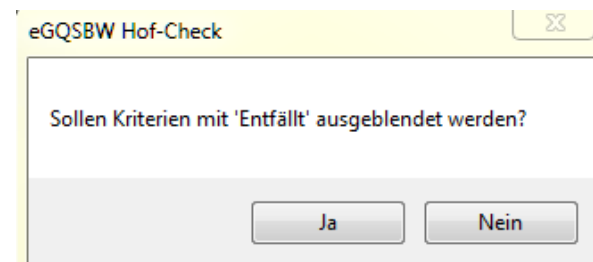 eGQSBW Hof-Check
Sollen Kriterien mit 'Entfällt' ausgeblendet werden?
Ja Nein